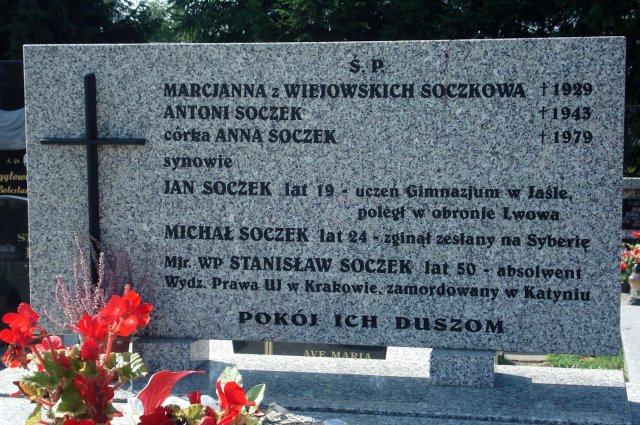 Ś. P.
MARCJANNA z WIEJOWSKICH SOCZKOWA †1929
ANTONI SOCZEK †1943
córka ANNA SOCZEK †1979
synowie
JAN SOCZEK lat 19 - uczeń Gimnazjum w Jaśle,
poległ w obronie Lwowa
MICHAŁ SOCZEK lat 24 - zginął zesłany na Syberię
Mjr. WP STANISŁAW SOCZEK lat 50 - absolwent
Wydz. Prawa UJ w Krakowie, zamordowany w Katyniu
POKÓJ ICH DUSZOM
AVE MARIA